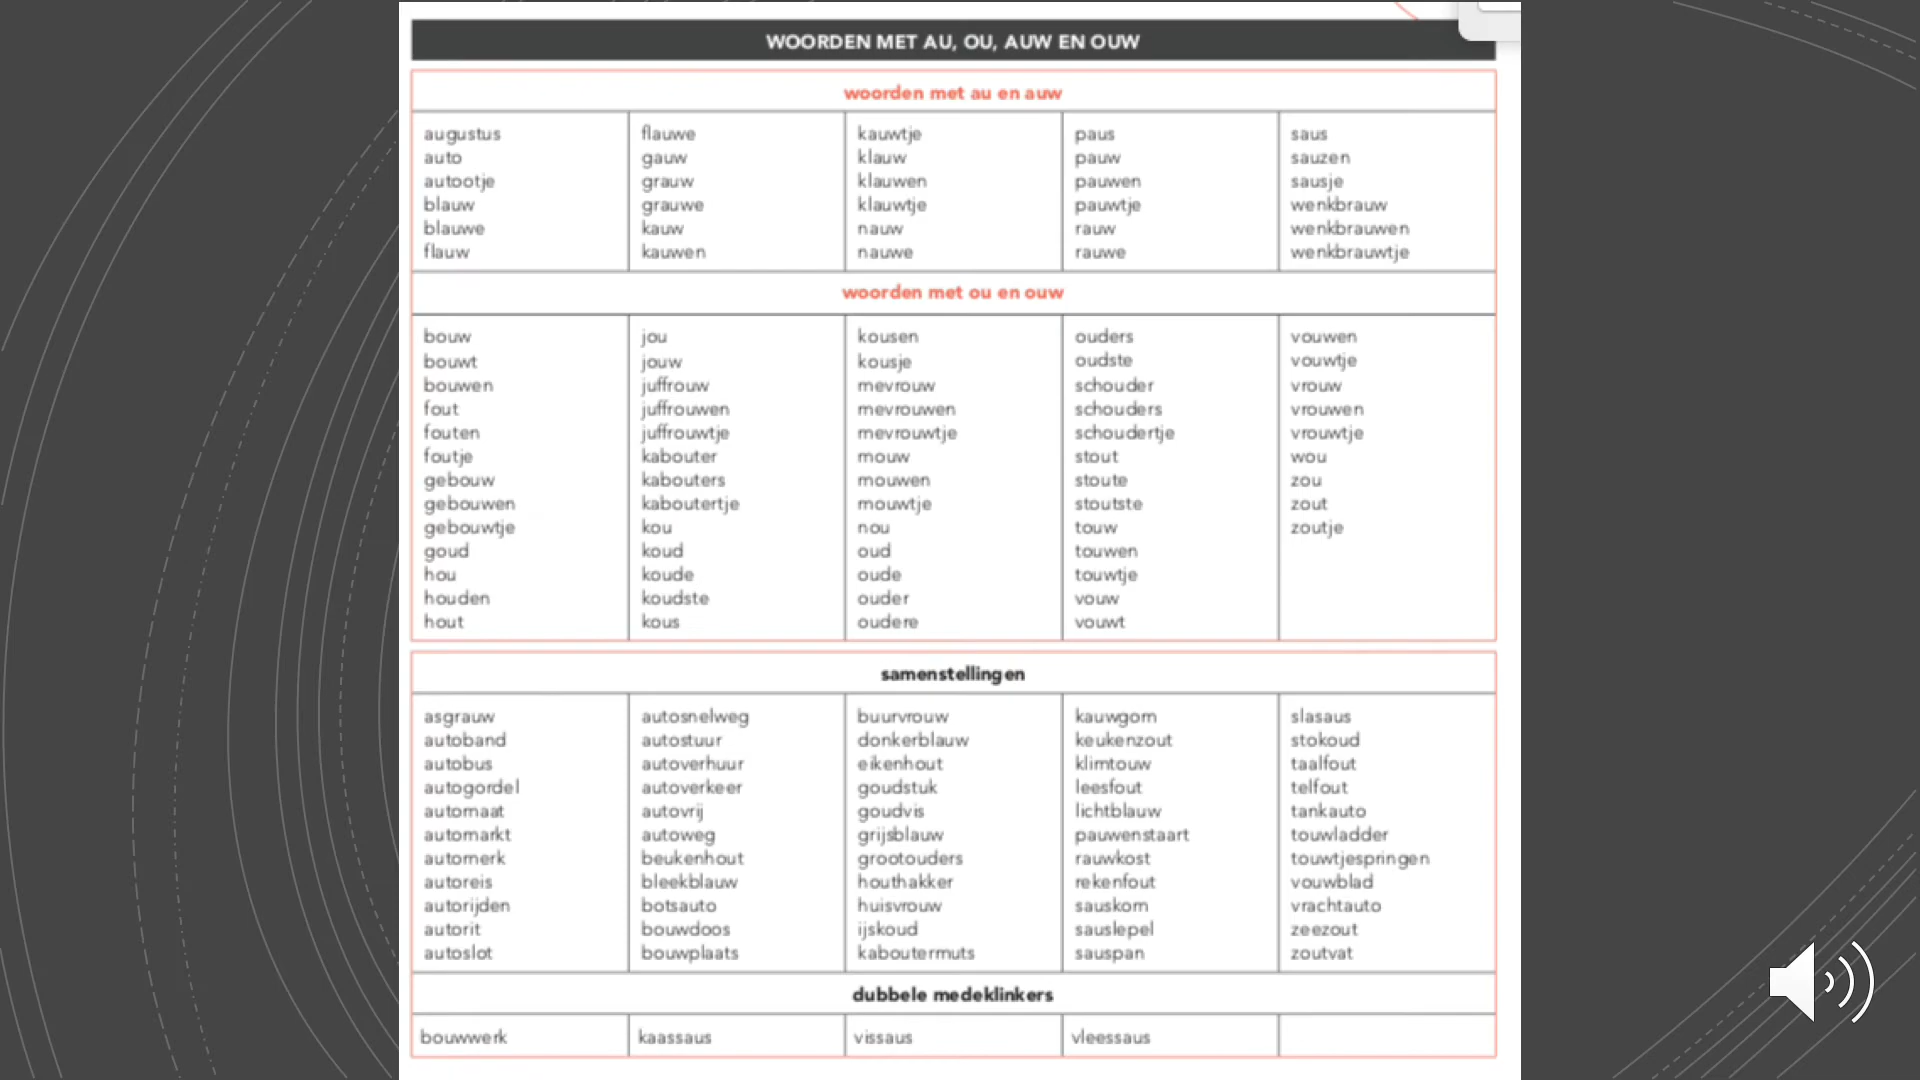 WOORDEN MET AU, OU, AUW EN OUW
woorden met au en auw
augustus flauwe kauwtje paus saus
auto gauw klauw pauw sauzen
autootje grauw klauwen pauwen sausje
blauw grauwe klauwtje pauwtje wenkbrauw
blauwe kauw nauw rauw wenkbrauwen
flauw kauwen nauwe rauwe wenkbrauwtje
woorden met ou en ouw
bouw jou kousen ouders vouwen
bouwt jouw kousje oudste vouwtje
bouwen juffrouw mevrouw schouder vrouw
fout juffrouwen mevrouwen schouders vrouwen
fouten juffrouwtje mevrouwtje schoudertje vrouwtje
foutje kabouter mouw stout wou
gebouw kabouters mouwen stoute zou
gebouwen kaboutertje mouwtje stoutste zout
gebouwtje kou nou touw zoutje
goud koud oud touwen
hou koude oude touwtje
houden koudste ouder vouw
hout kous oudere vouwt
samenstellingen
asgrauw autosnelweg buurvrouw kauwgom slasaus
autoband autostuur donkerblauw keukenzout stokoud
autobus autoverhuur eikenhout klimtouw taalfout
autogordel autoverkeer goudstuk leesfout telfout
automaat autovrij goudvis lichtblauw tankauto
automarkt autoweg grijsblauw pauwenstaart touwladder
automerk beukenhout grootouders rauwkost touwtjespringen
autoreis bleekblauw houthakker rekenfout vouwblad
autorijden botsauto huisvrouw sauskom vrachtauto
autorit bouwdoos ijskoud sauslepel zeezout
autoslot bouwplaats kaboutermuts sauspan zoutvat
dubbele medeklinkers
bouwwerk kaassaus vissaus vleessaus